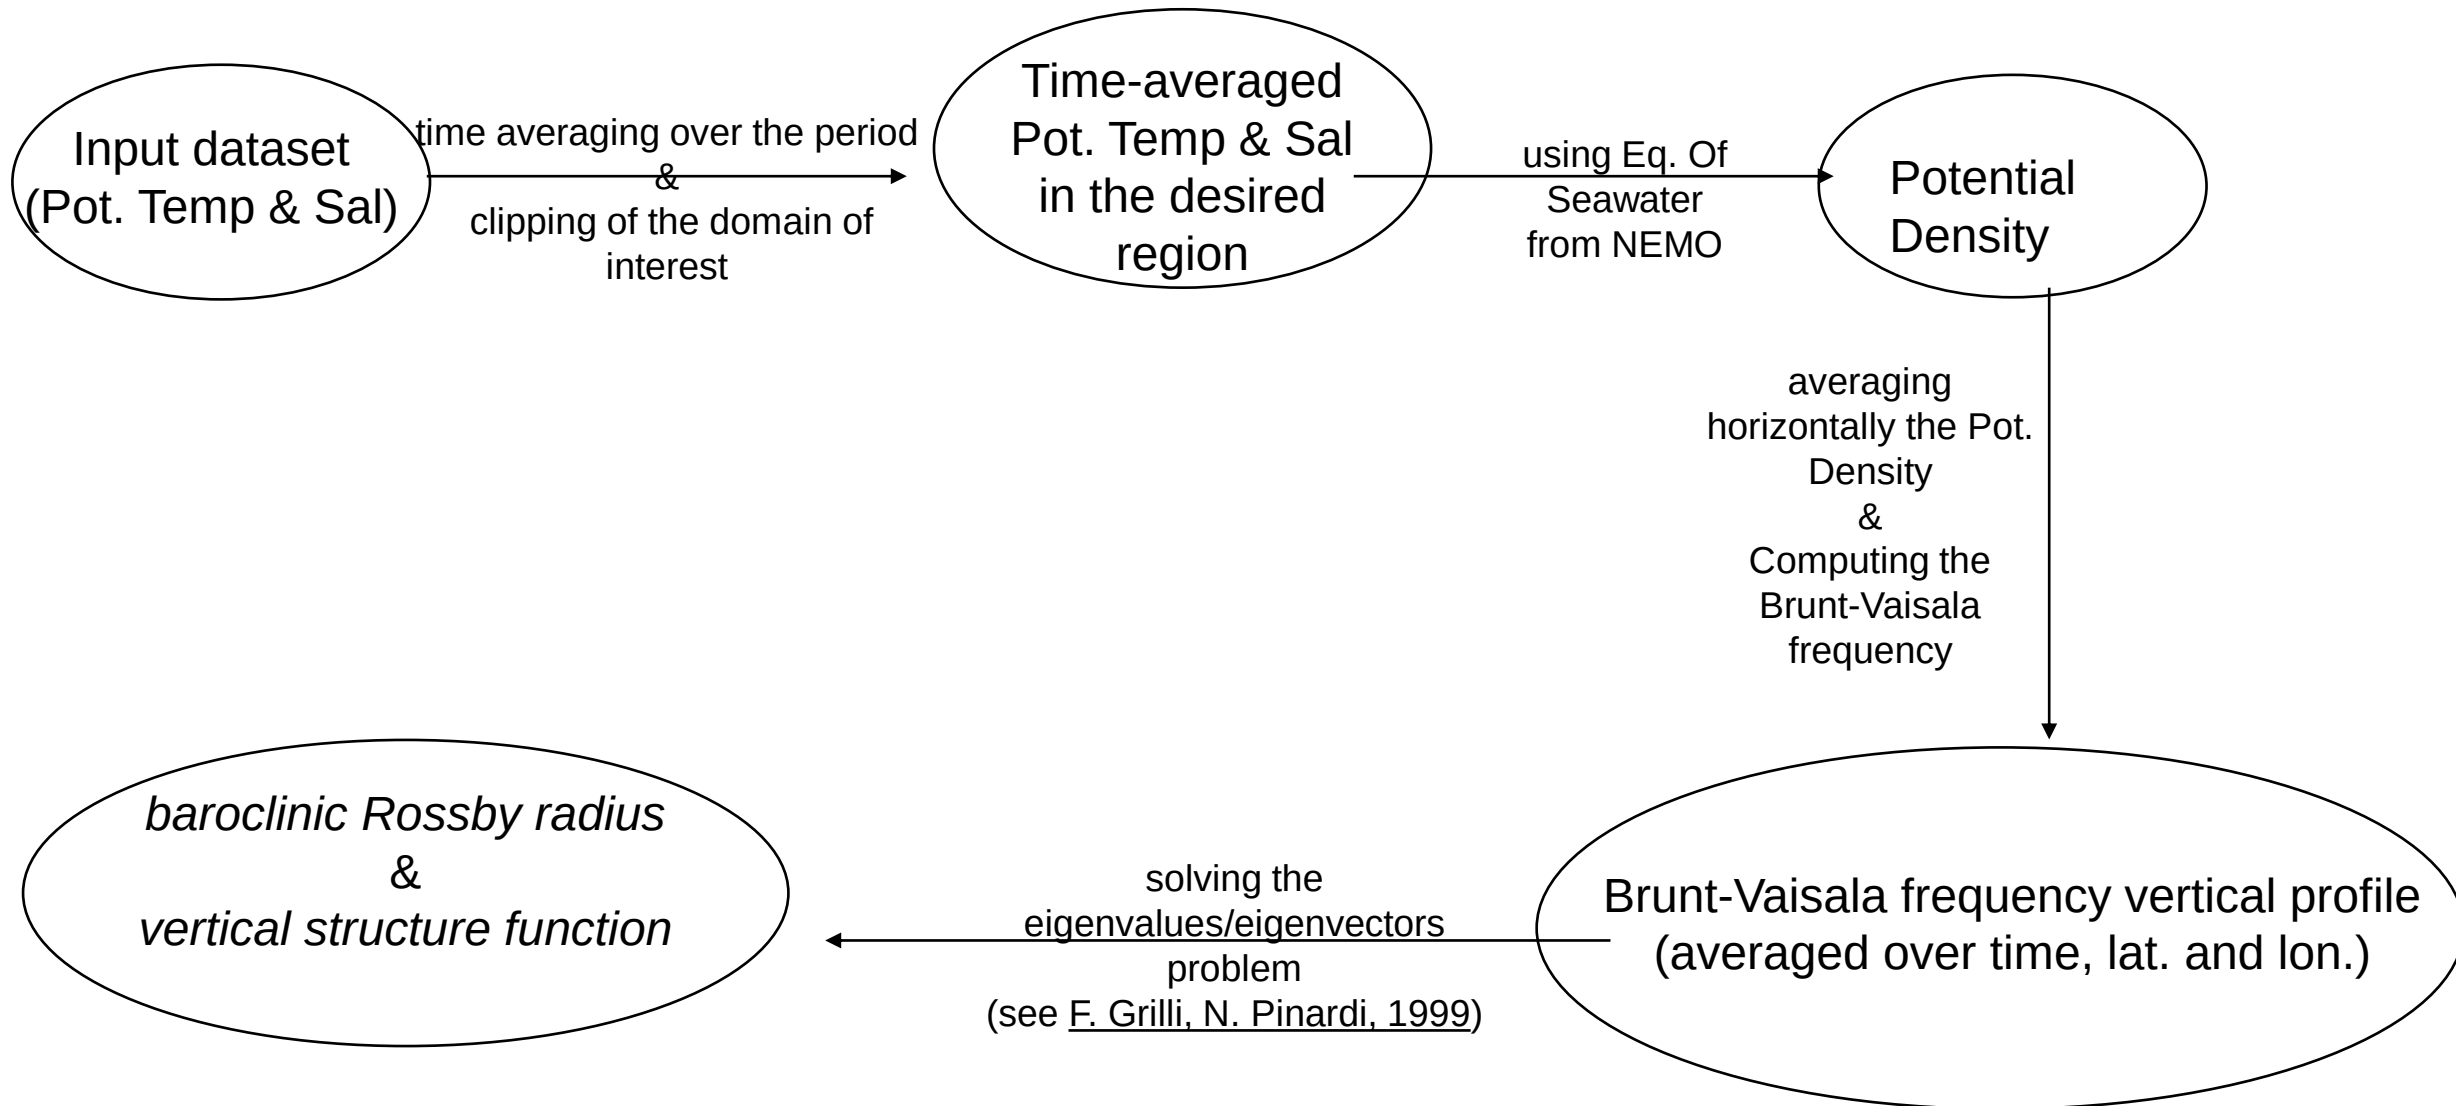 Input dataset
(Pot. Temp & Sal)
time averaging over the period
&
clipping of the domain of
interest
Time-averaged
Pot. Temp & Sal
in the desired
region
using Eq. Of
Seawater
from NEMO
Potential
Density
averaging
horizontally the Pot.
Density
&
Computing the
Brunt-Vaisala
frequency
Brunt-Vaisala frequency vertical profile
(averaged over time, lat. and lon.)
solving the
eigenvalues/eigenvectors
problem
(see F. Grilli, N. Pinardi, 1999)
baroclinic Rossby radius
&
vertical structure function